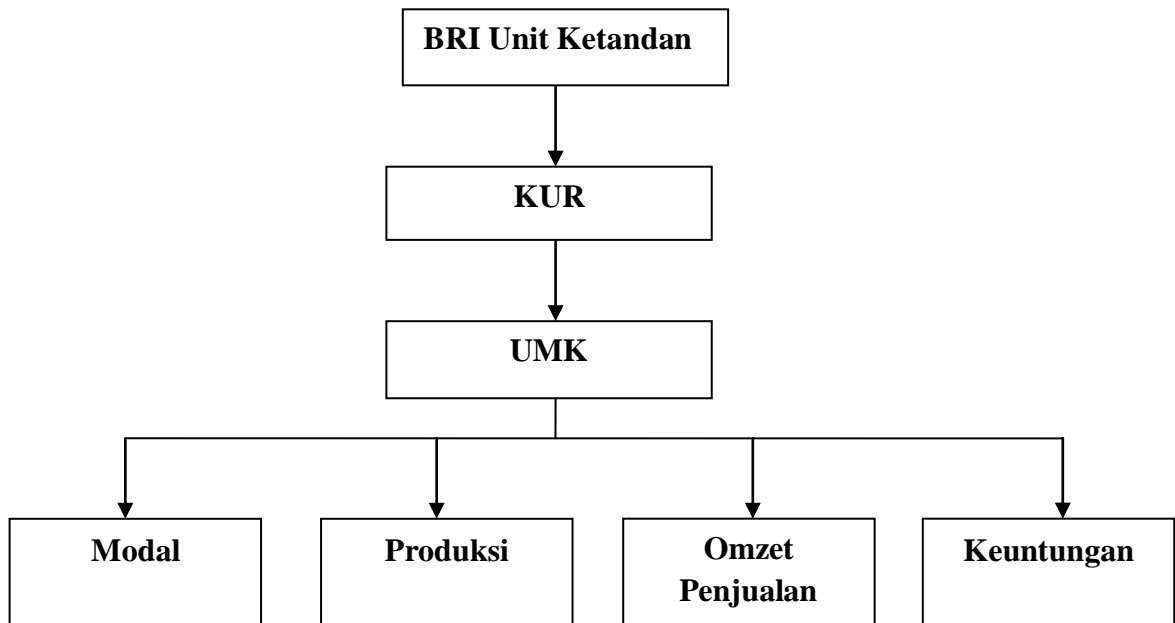 BRI Unit Ketandan
KUR
UMK
Modal
Produksi
Omzet
Penjualan
Keuntungan